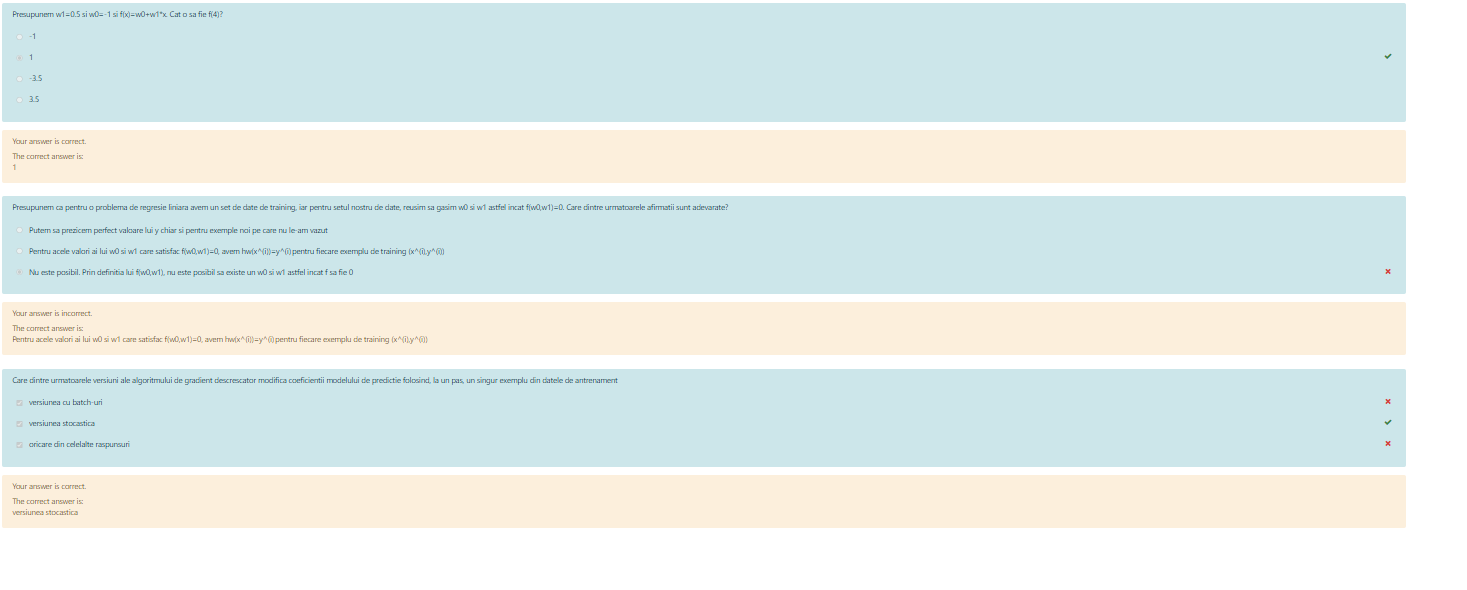 Presupunem w1=0.5 si w0=-1 si f(x)=w0+w1*x. Cat o sa fie f(4)?
-1
1
-3.5
3.5
Your answer is correct.
The correct answer is:
1
Presupunem ca pentru o problema de regresie liniara avem un set de date de training, iar pentru setul nostru de date, reusim sa gasim w0 si w1 astfel incat f(w0,w1)=0. Care dintre urmatoarele afirmatii sunt adevarate?
Putem sa prezicem perfect valoare lui y chiar si pentru exemple noi pe care nu le-am vazut
Pentru acele valori ai lui w0 si w1 care satisfac f(w0,w1)=0, avem hw(x^(i))=y^(i) pentru fiecare exemplu de training (x^(i),y^(i))
Nu este posibil. Prin definitia lui f(w0,w1), nu este posibil sa existe un w0 si w1 astfel incat f sa fie 0
Your answer is incorrect.
The correct answer is:
Pentru acele valori ai lui w0 si w1 care satisfac f(w0,w1)=0, avem hw(x^(i))=y^(i) pentru fiecare exemplu de training (x^(i),y^(i))
Care dintre urmatoarele versiuni ale algoritmului de gradient descrescator modifica coeficientii modelului de predictie folosind, la un pas, un singur exemplu din datele de antrenament
versiunea cu batch-uri
versiunea stocastica
oricare din celelalte raspunsuri
Your answer is correct.
The correct answer is:
versiunea stocastica